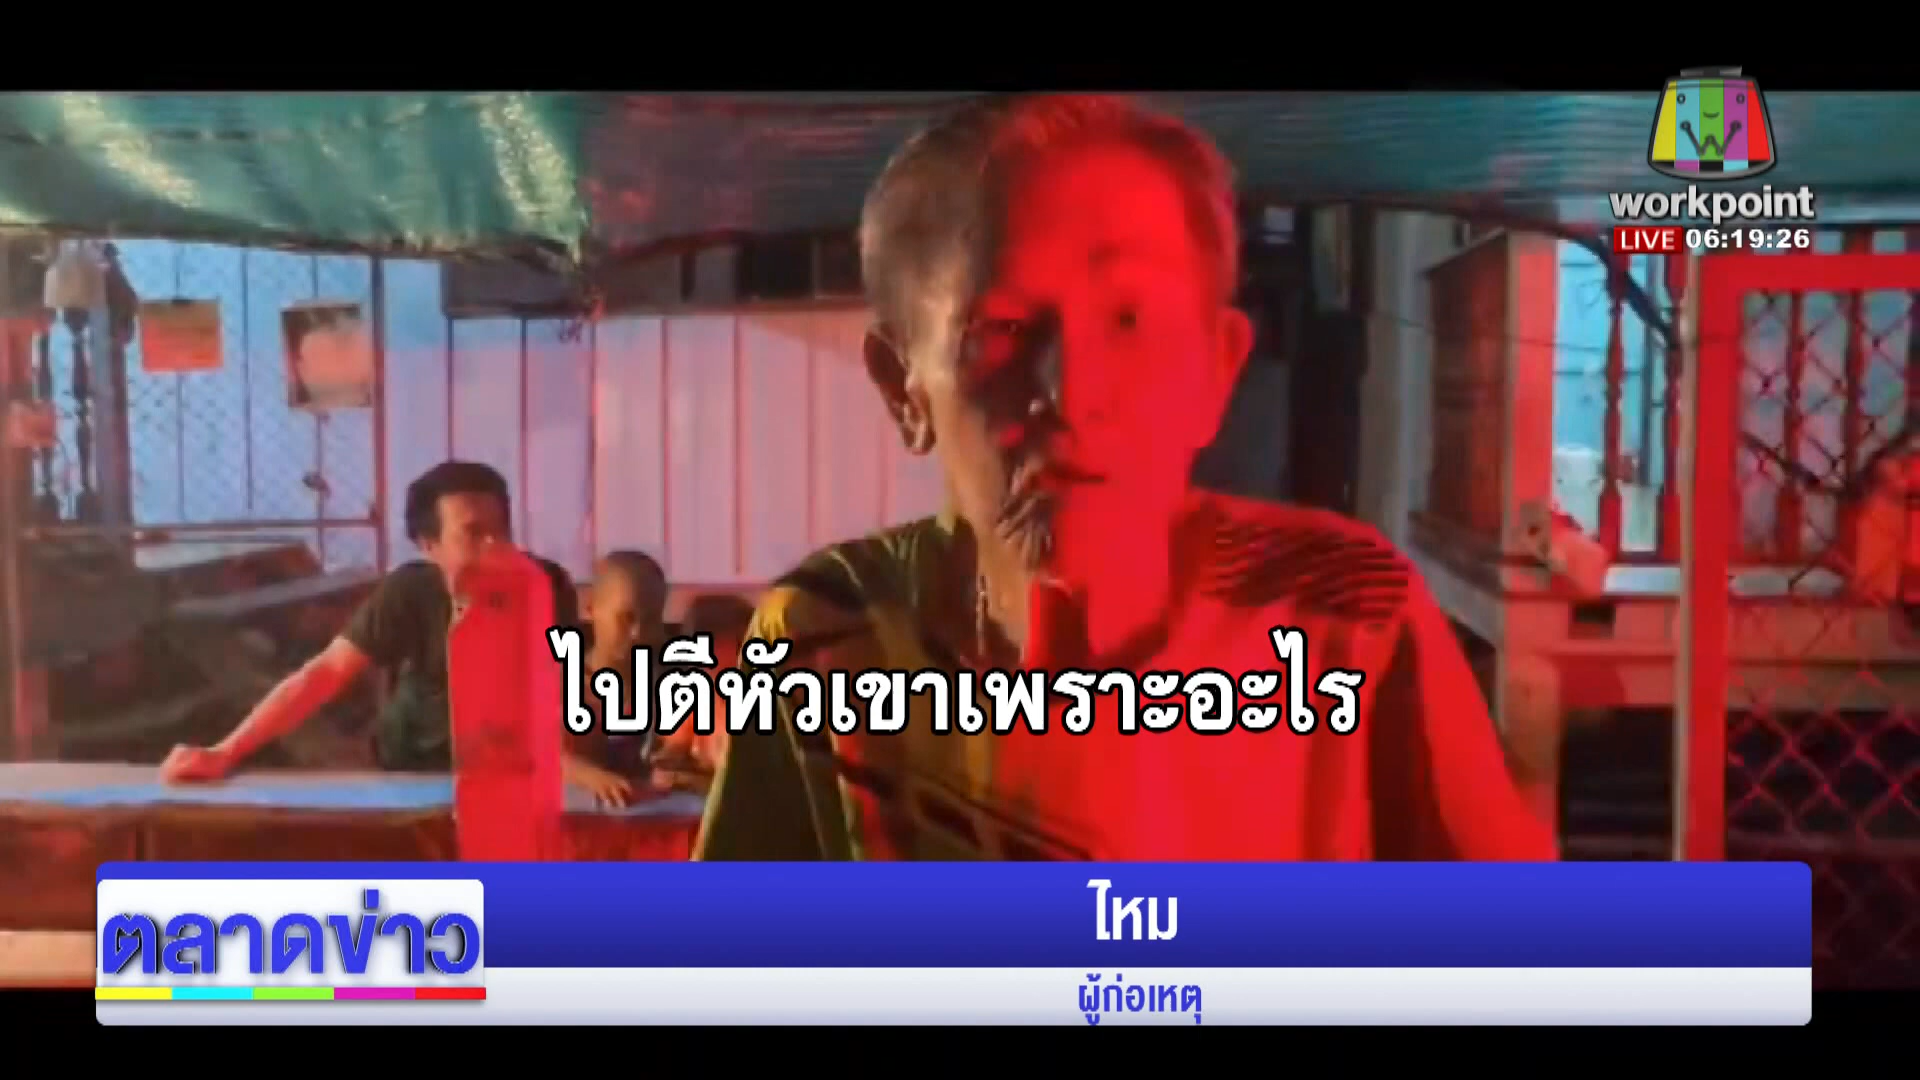 workpoint
LIVE 06:19:26
ไปตีหัวเขาเพราะอะไร
ตลาดข่าว
ไหม
ผู้ก่อเหตุ